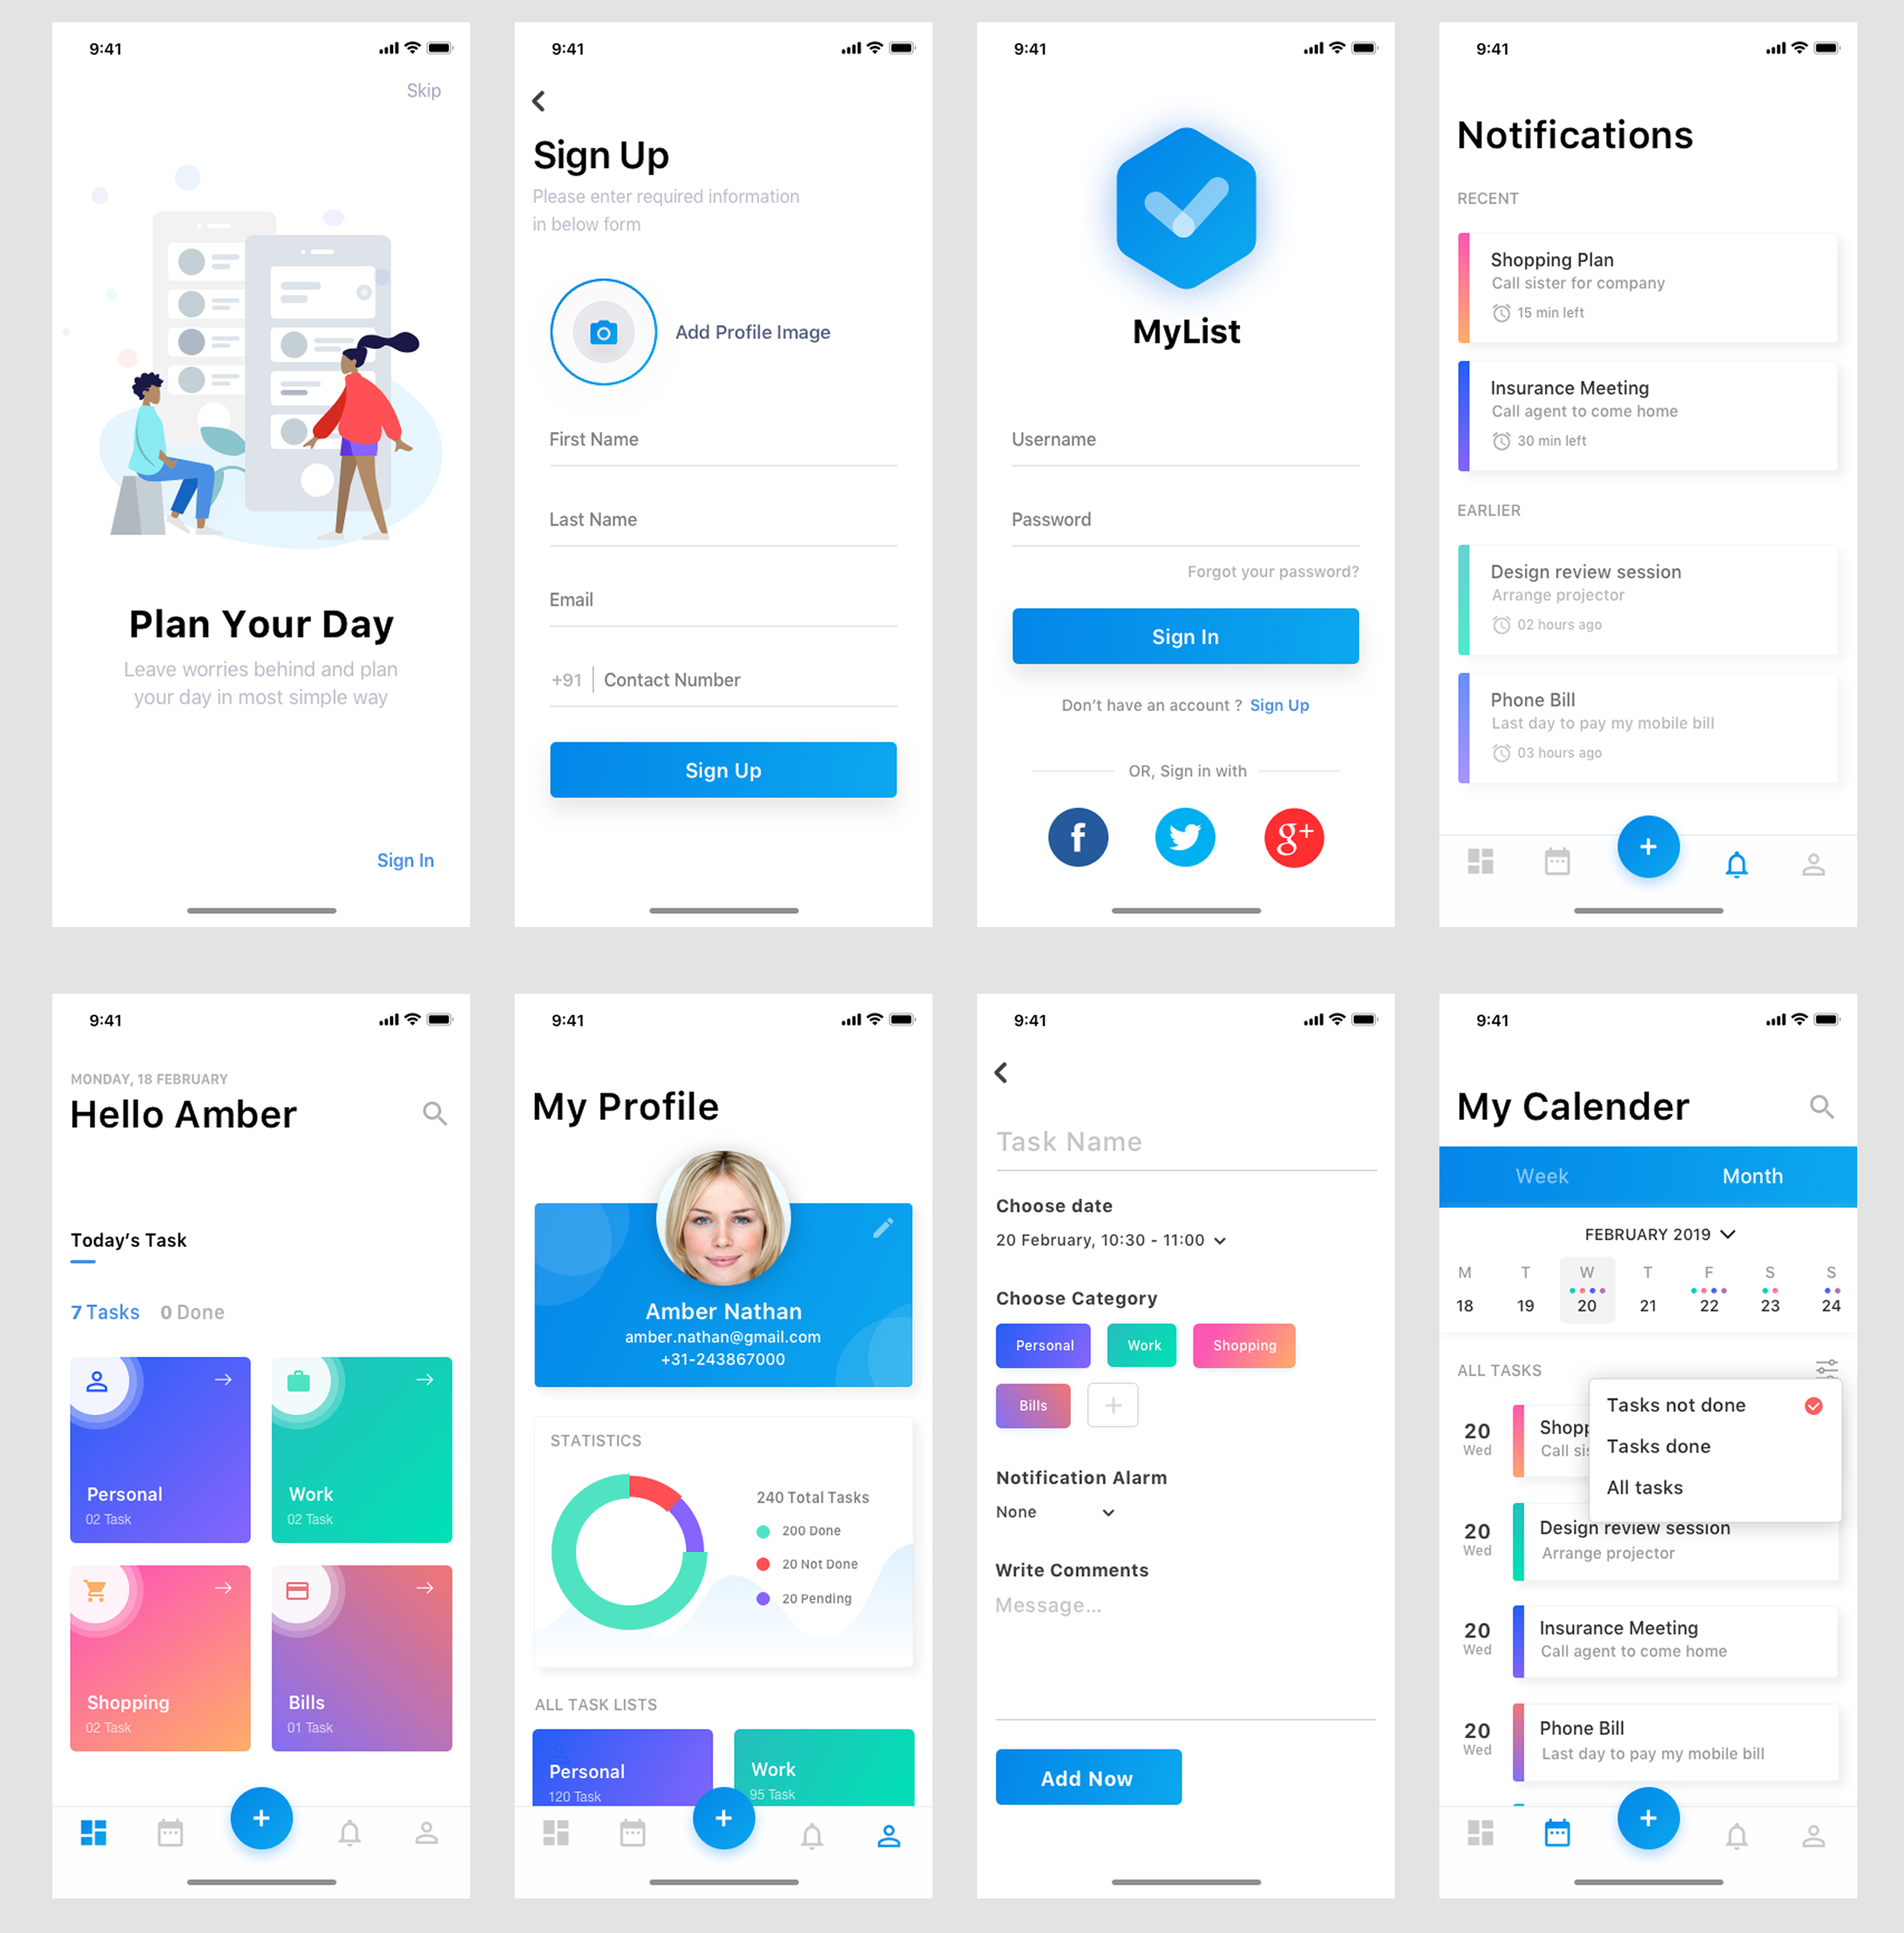 9:41
Skip
Plan Your Day
Leave worries behind and plan
your day in most simple way
Sign In
9:41
Sign Up
Please enter required information
in below form
Add Profile Image
First Name
Last Name
Email
+91 Contact Number
Sign Up
9:41
MyList
Username
Password
Forgot your password?
Sign In
Don't have an account ? Sign Up
OR, Sign in with
f
g+
9:41
Notifications
RECENT
Shopping Plan
Call sister for company
15 min left
Insurance Meeting
Call agent to come home
30 min left
EARLIER
Design review session
Arrange projector
02 hours ago
Phone Bill
Last day to pay my mobile bill
03 hours ago
+
9:41
MONDAY, 18 FEBRUARY
Hello Amber
Today's Task
7 Tasks 0 Done
Personal
02 Task
Work
02 Task
Shopping
02 Task
Bills
01 Task
+
9:41
My Profile
Amber Nathan
amber.nathan@gmail.com
+31-243867000
STATISTICS
240 Total Tasks
200 Done
20 Not Done
20 Pending
ALL TASK LISTS
Personal
120 Task
Work
95 Task
+
9:41
Task Name
Choose date
20 February, 10:30 - 11:00
Choose Category
Personal Work Shopping
Bills +
Notification Alarm
None
Write Comments
Message...
Add Now
9:41
My Calender
Week Month
FEBRUARY 2019
M T W T F S S
18 19 20 21 22 23 24
ALL TASKS
Tasks not done
Tasks done
All tasks
20
Wed
Shopp
Call sis
20
Wed
Design review session
Arrange projector
20
Wed
Insurance Meeting
Call agent to come home
20
Wed
Phone Bill
Last day to pay my mobile bill
+